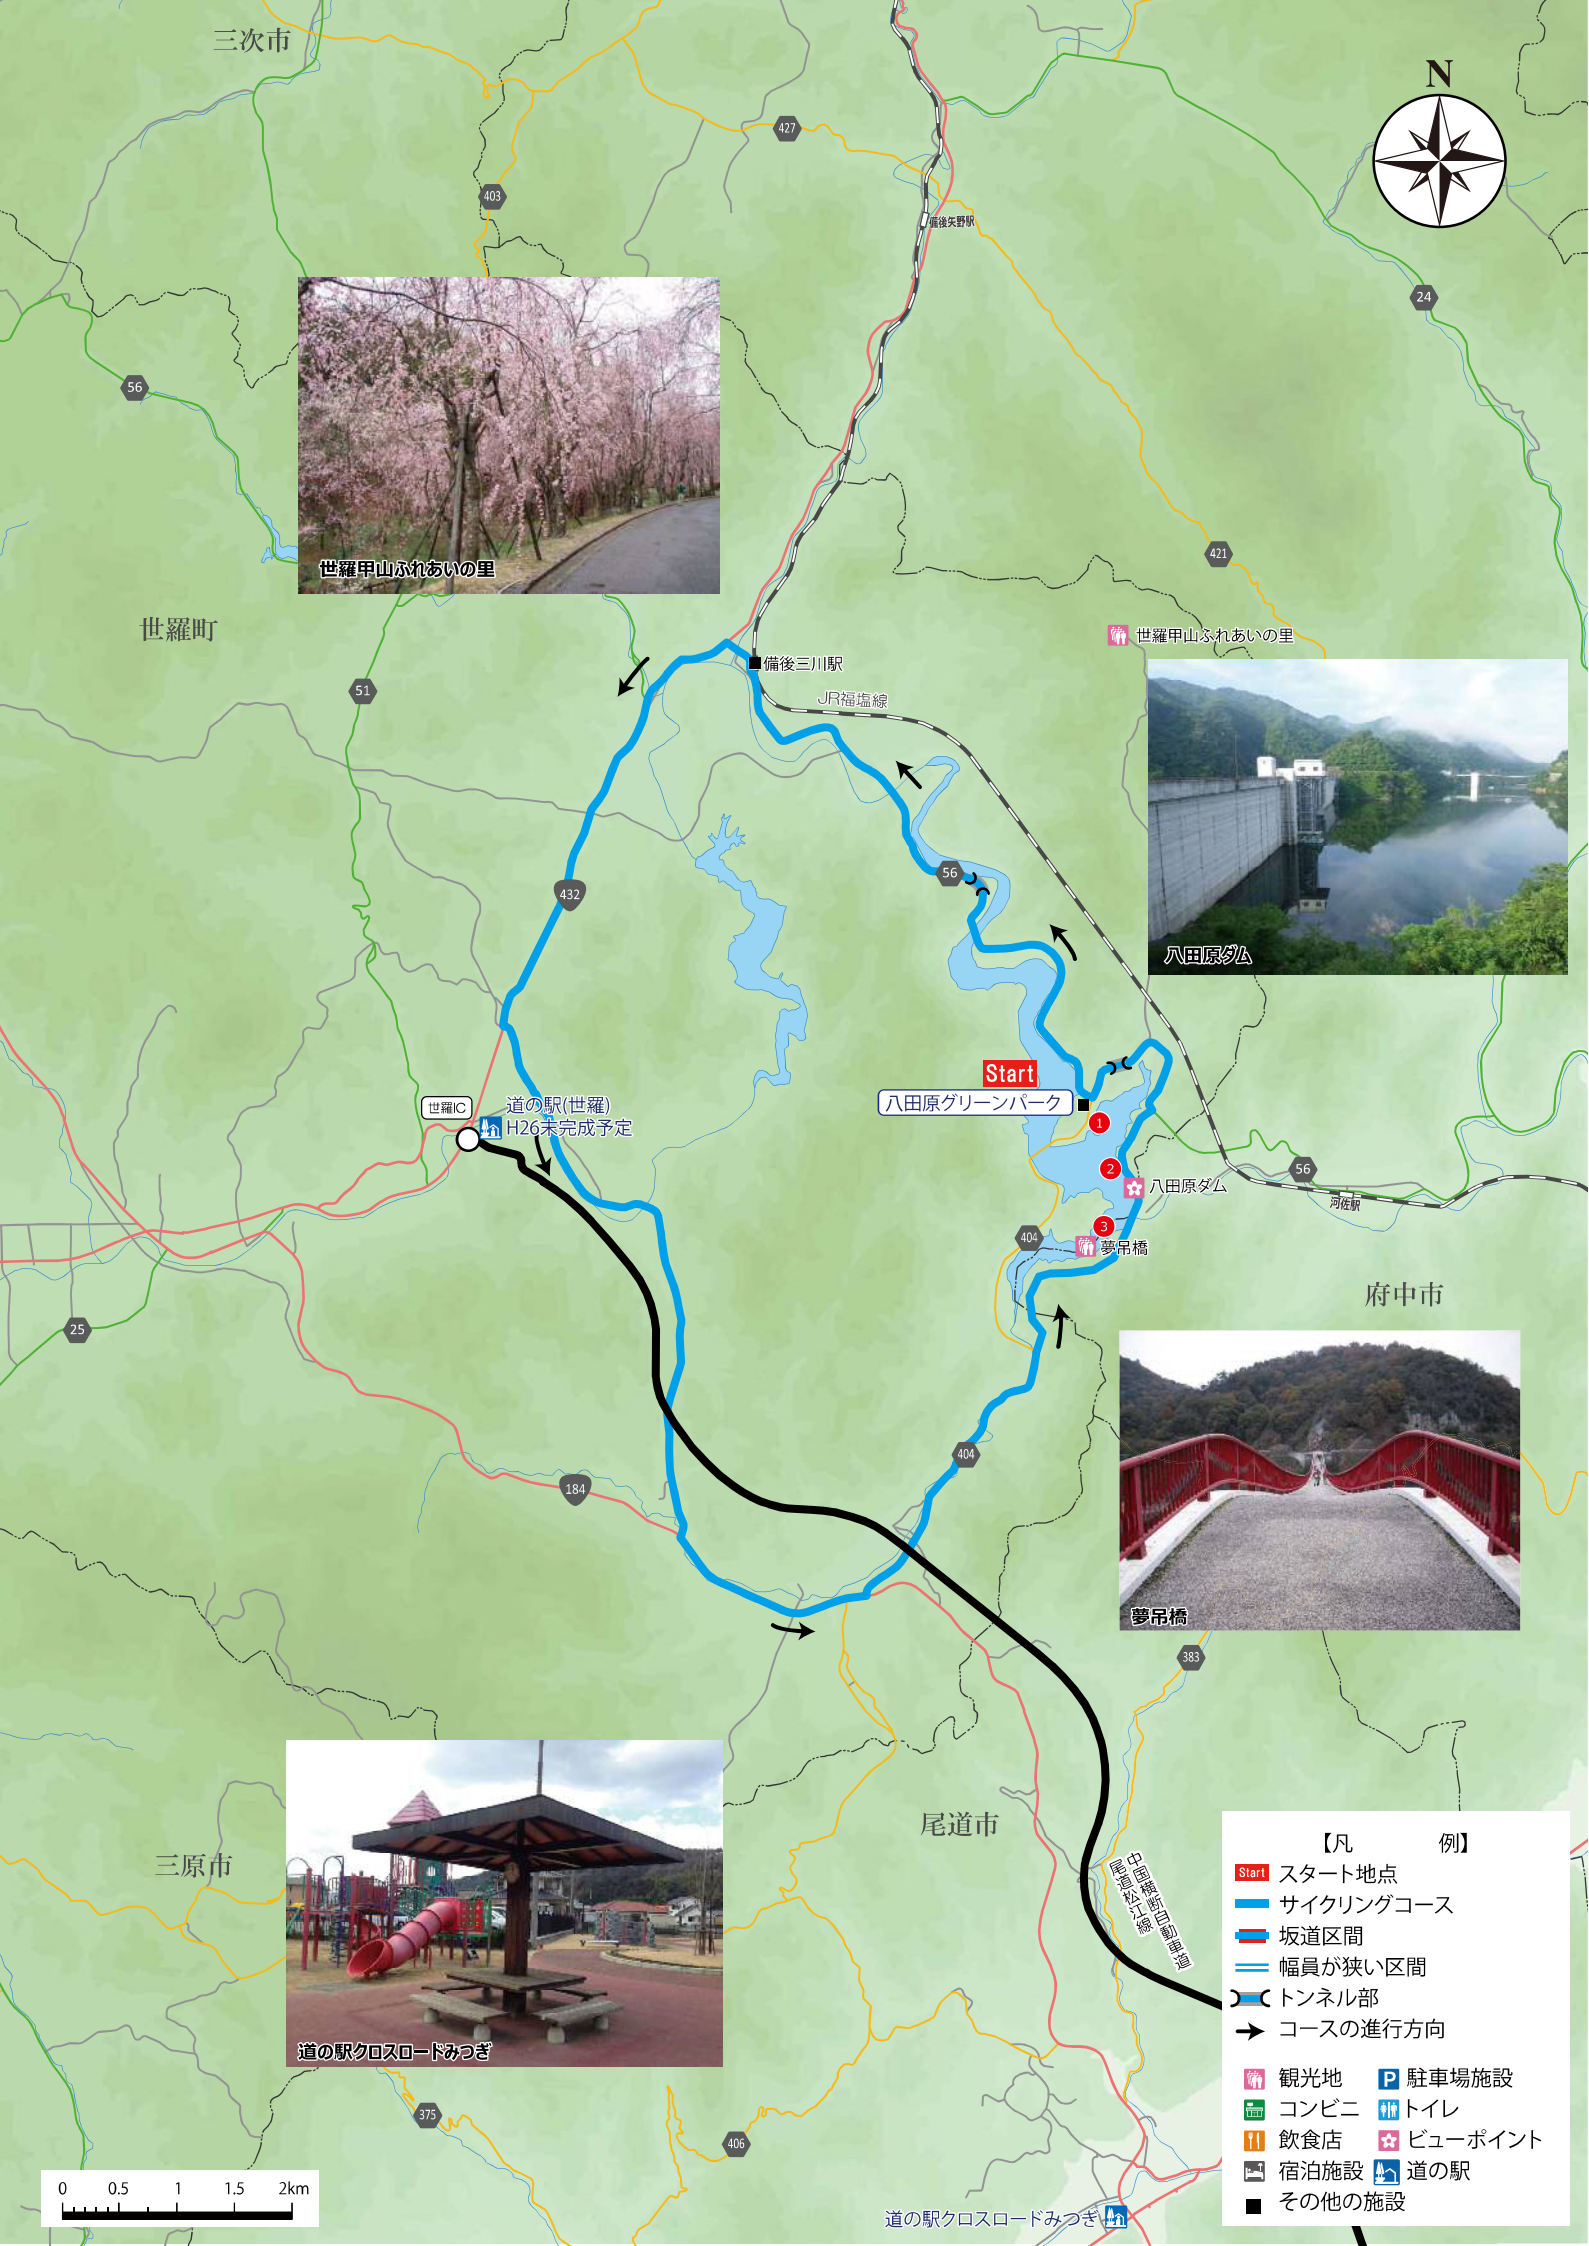 三次市
N
427
403
備後矢野駅
24
56
421
世羅甲山ふれあいの里
世羅町
世羅甲山ふれあいの里
備後三川駅
51
JR福塩線
56
432
八田原ダム
Start
八田原グリーンパーク
世羅IC
道の駅(世羅)
H26末完成予定
1
2
56
八田原ダム
河佐駅
3
404
夢吊橋
府中市
25
404
184
夢吊橋
383
尾道市
三原市
中国横断自動車道
尾道松江線
道の駅クロスロードみつぎ
375
406
道の駅クロスロードみつぎ
0 0.5 1 1.5 2km
【凡 例】
Start スタート地点
サイクリングコース
坂道区間
幅員が狭い区間
トンネル部
コースの進行方向
観光地 P 駐車場施設
コンビニ トイレ
飲食店 ビューポイント
宿泊施設 道の駅
その他の施設